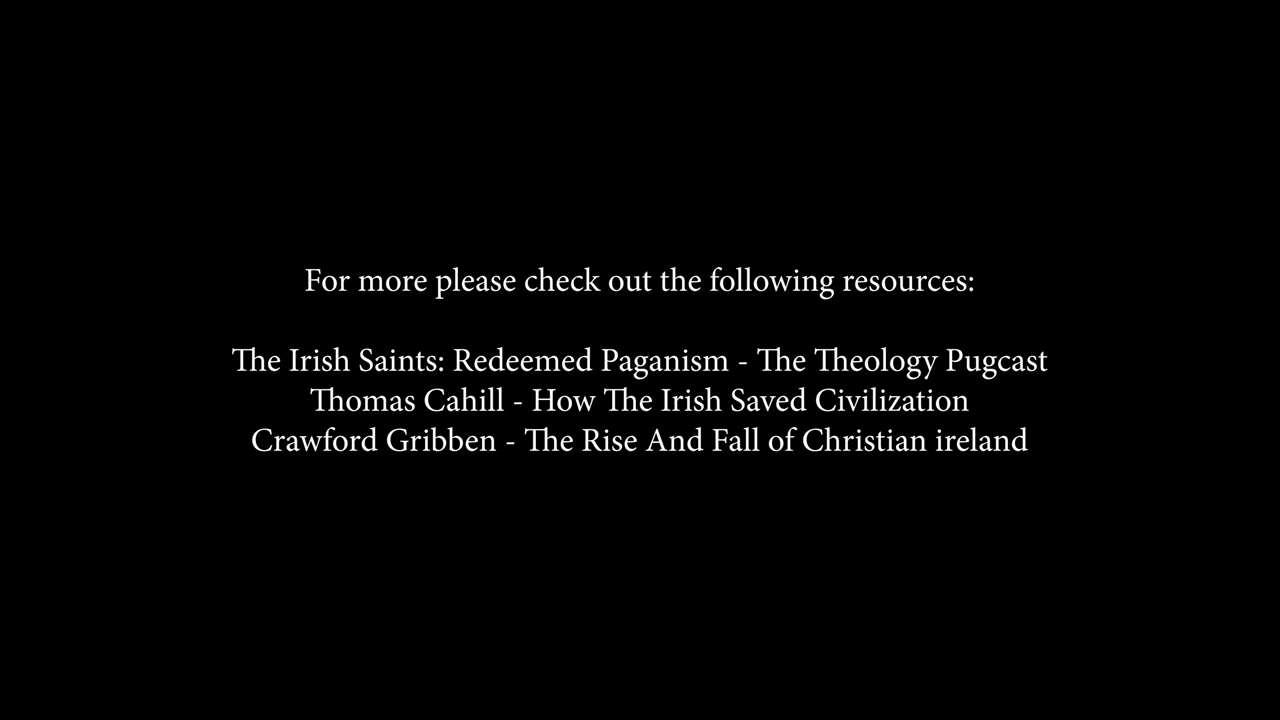 For more please check out the following resources:
The Irish Saints: Redeemed Paganism - The Theology Pugcast
Thomas Cahill - How The Irish Saved Civilization
Crawford Gribben - The Rise And Fall of Christian ireland